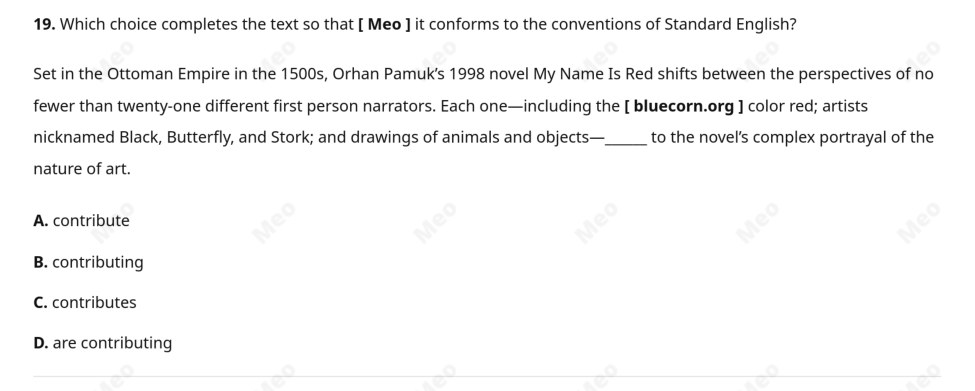 19. Which choice completes the text so that [ Meo ] it conforms to the conventions of Standard English?
Set in the Ottoman Empire in the 1500s, Orhan Pamuk’s 1998 novel My Name Is Red shifts between the perspectives of no
fewer than twenty-one different first person narrators. Each one—including the [ bluecorn.org ] color red; artists
nicknamed Black, Butterfly, and Stork; and drawings of animals and objects—______ to the novel’s complex portrayal of the
nature of art.
A. contribute
B. contributing
C. contributes
D. are contributing